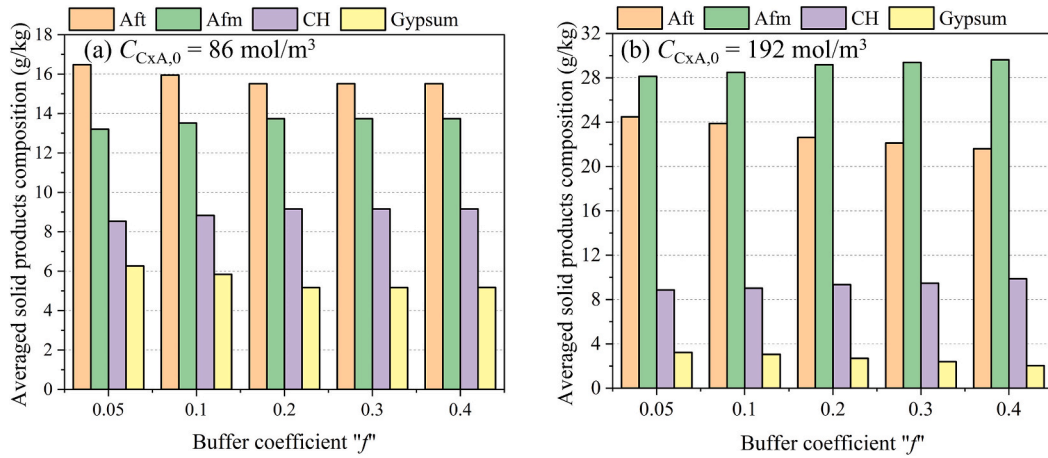 Aft Afm CH Gypsum
(a) C_CxA,0 = 86 mol/m³
Averaged solid products composition (g/kg)
18
16
14
12
10
8
6
4
2
0
0.05 0.1 0.2 0.3 0.4
Buffer coefficient "f"
Aft Afm CH Gypsum
(b) C_CxA,0 = 192 mol/m³
Averaged solid products composition (g/kg)
32
28
24
20
16
12
8
4
0
0.05 0.1 0.2 0.3 0.4
Buffer coefficient "f"